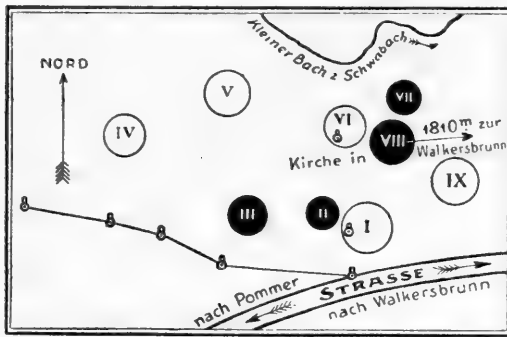 Kleiner Bach z. Schwabach
NORD
V
VII
IV
VI
1810 m. zur
VIII
Kirche in
Walkersbrunn
IX
III
II
I
STRASSE
nach Pommer
nach Walkersbrunn